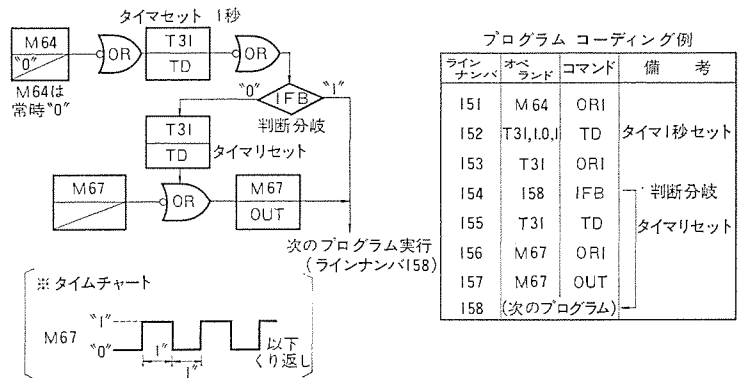 タイマセット 1秒
M64
"0"
OR
T31
TD
OR
M64は
常時"0"
"0"
IFB
"1"
判断分岐
T31
TD
タイマリセット
M67
OR
M67
OUT
次のプログラム実行
(ラインナンバ158)
※タイムチャート
M67
"1"
"0"
1"
1"
以下
くり返し
プログラム コーディング例
ラインナンバ オペランド コマンド 備 考
151 M64 ORI
152 T31,1.0,1 TD タイマ1秒セット
153 T31 ORI
154 158 IFB 判断分岐
155 T31 TD タイマリセット
156 M67 ORI
157 M67 OUT
158 (次のプログラム)